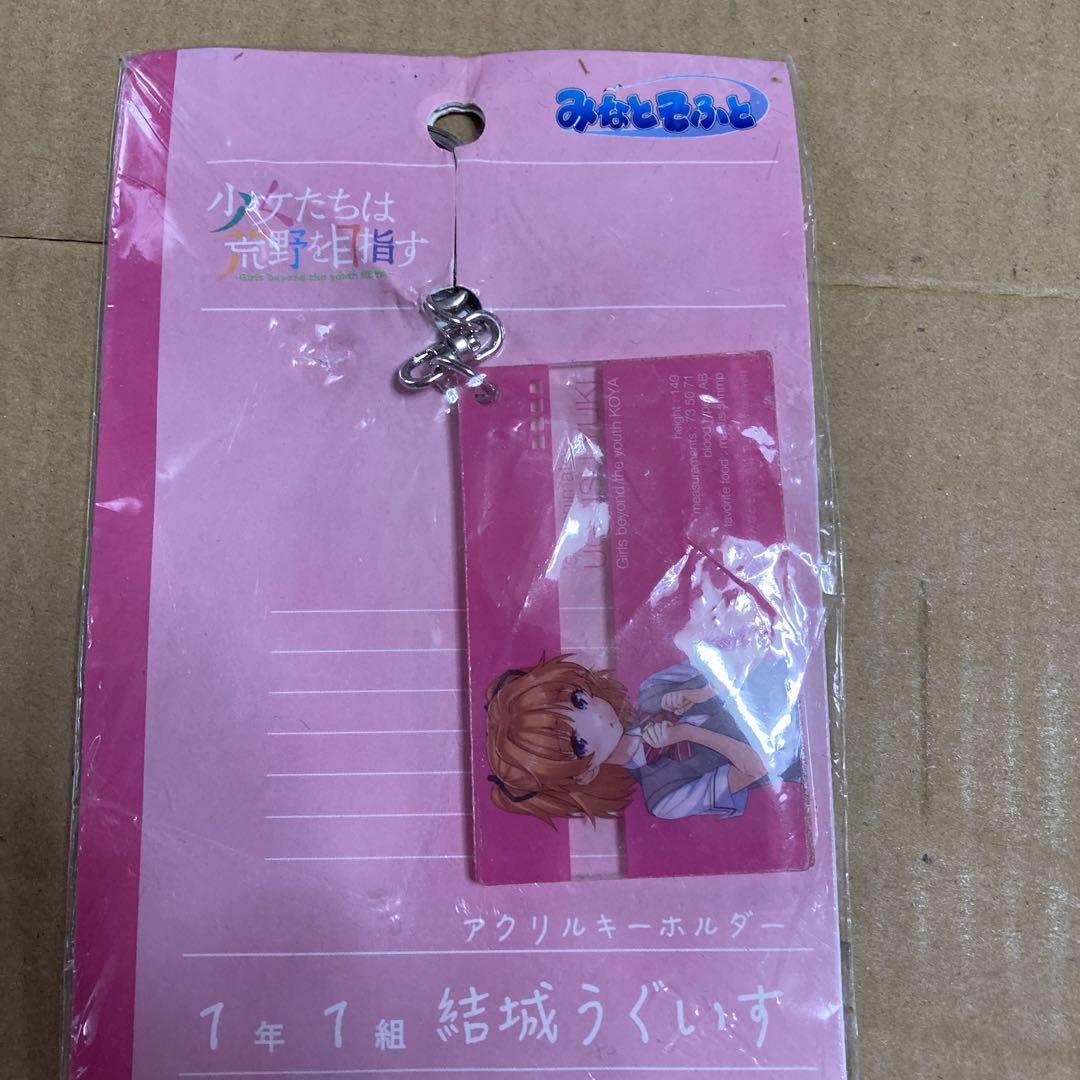 みなとそふと
少女たちは
荒野を目指す
Girls beyond the youth KOYA
YUKI
Girls beyond the youth KOYA
height : 149
measurements : 73 50 71
blood type : AB
favorite food :
アクリルキーホルダー
1年1組 結城うぐいす